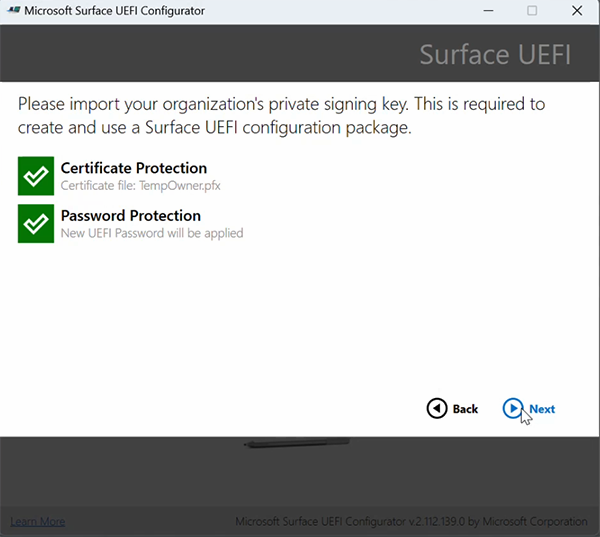 Microsoft Surface UEFI Configurator
Surface UEFI
Please import your organization's private signing key. This is required to
create and use a Surface UEFI configuration package.
Certificate Protection
Certificate file: TempOwner.pfx
Password Protection
New UEFI Password will be applied
Back
Next
Learn More
Microsoft Surface UEFI Configurator v.2.112.139.0 by Microsoft Corporation